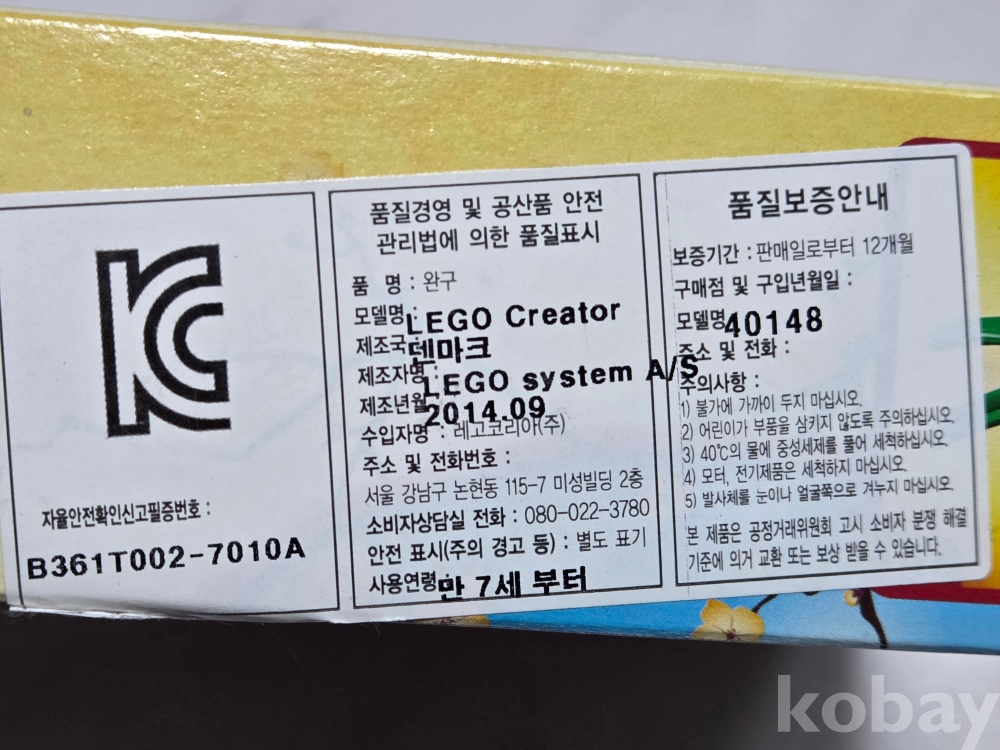 KC
자율안전확인신고필증번호 :
B361T002-7010A
품질경영 및 공산품 안전
관리법에 의한 품질표시
품 명 : 완구
모델명 : LEGO Creator
제조국 : 덴마크
제조자명 : LEGO system A/S
제조년월 : 2014.09
수입자명 : 레고코리아(주)
주소 및 전화번호 :
서울 강남구 논현동 115-7 미성빌딩 2층
소비자상담실 전화 : 080-022-3780
안전 표시(주의 경고 등) : 별도 표기
사용연령 : 만 7세 부터
품질보증안내
보증기간 : 판매일로부터 12개월
구매점 및 구입년월일 :
모델명 40148
주소 및 전화 :
주의사항 :
1) 불가에 가까이 두지 마십시오.
2) 어린이가 부품을 삼키지 않도록 주의하십시오.
3) 40℃의 물에 중성세제를 풀어 세척하십시오.
4) 모터, 전기제품은 세척하지 마십시오.
5) 발사체를 눈이나 얼굴쪽으로 겨누지 마십시오.
본 제품은 공정거래위원회 고시 소비자 분쟁 해결
기준에 의거 교환 또는 보상 받을 수 있습니다.
kobay